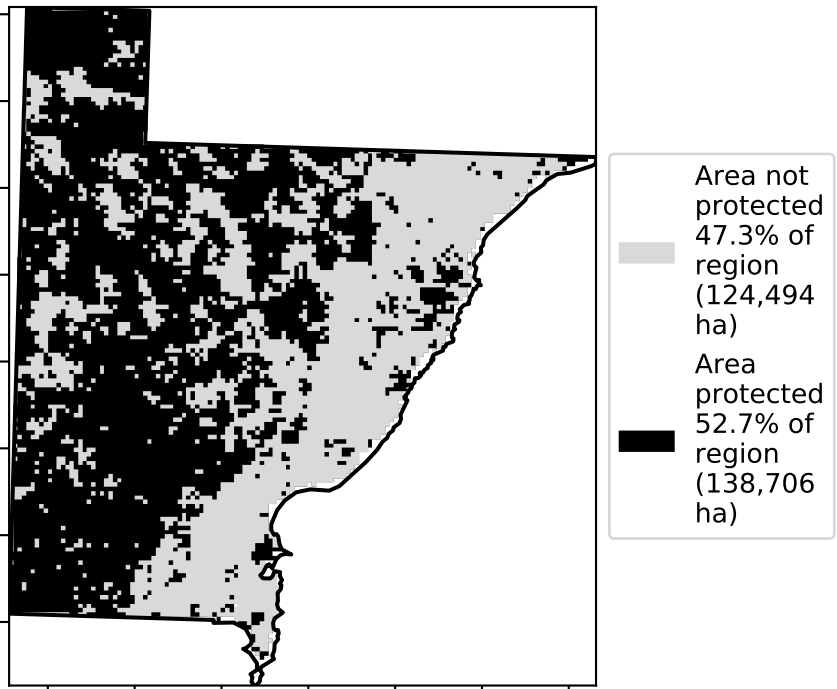 Area not
protected
47.3% of
region
(124,494
ha)
Area
protected
52.7% of
region
(138,706
ha)